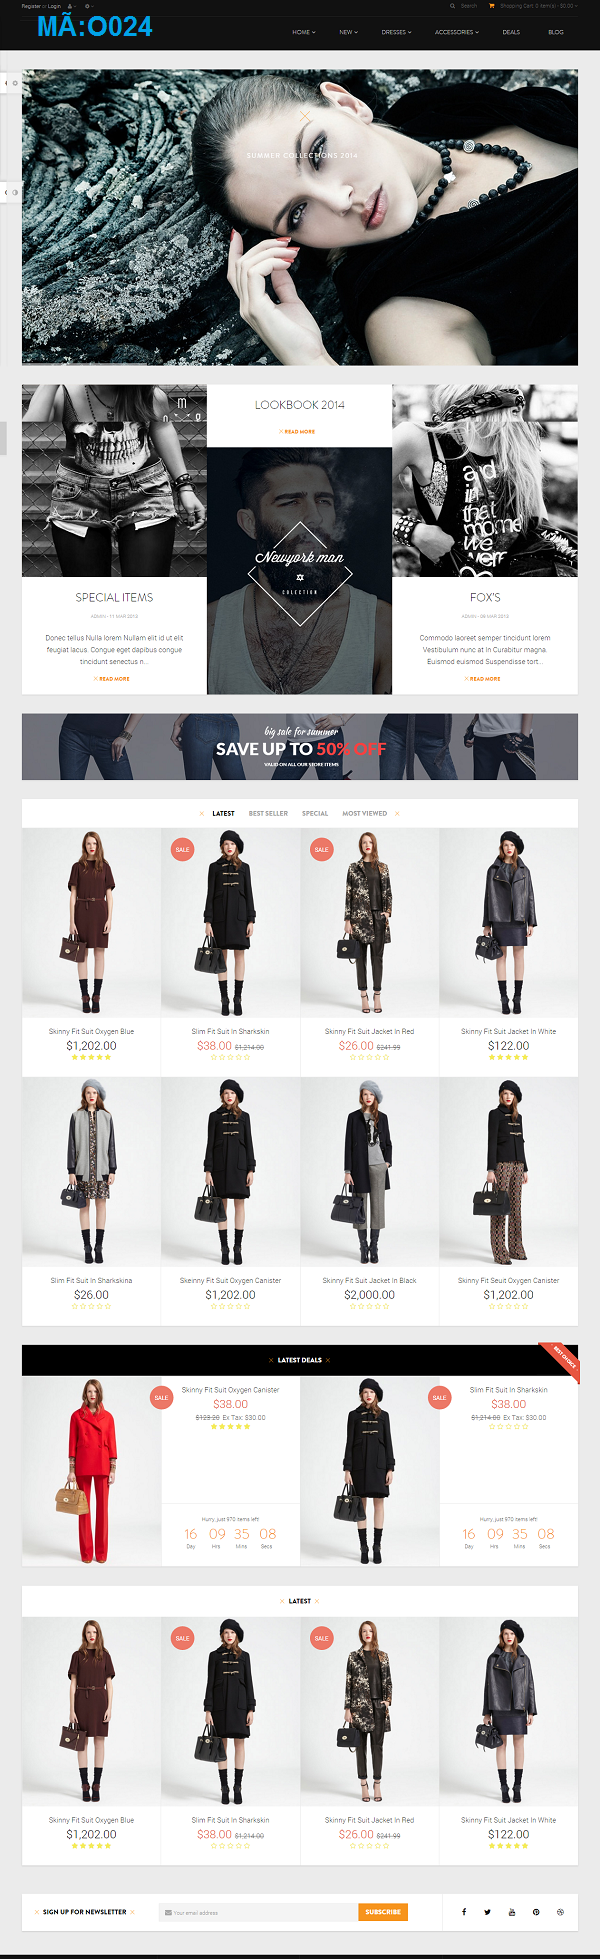 Register or Login
Search
Shopping Cart: 0 item(s) - $0.00
MÃ:O024
HOME
NEW
DRESSES
ACCESSORIES
DEALS
BLOG
SUMMER COLLECTIONS 2014
LOOKBOOK 2014
READ MORE
Newyork man
COLECTION
and
in
that
mome
we
were
SPECIAL ITEMS
ADMIN - 11 MAR 2013
Donec tellus Nulla lorem Nullam elit id ut elit
feugiat lacus. Congue eget dapibus congue
tincidunt senectus n...
READ MORE
FOX'S
ADMIN - 09 MAR 2013
Commodo laoreet semper tincidunt lorem
Vestibulum nunc at In Curabitur magna.
Euismod euismod Suspendisse tort...
READ MORE
big sale for summer
SAVE UP TO 50% OFF
VALID ON ALL OUR STORE ITEMS
LATEST
BEST SELLER
SPECIAL
MOST VIEWED
SALE
SALE
Skinny Fit Suit Oxygen Blue
$1,202.00
Slim Fit Suit In Sharkskin
$38.00 $1,214.00
Skinny Fit Suit Jacket In Red
$26.00 $241.99
Skinny Fit Suit Jacket In White
$122.00
Slim Fit Suit In Sharkskina
$26.00
Skeinny Fit Suit Oxygen Canister
$1,202.00
Skinny Fit Suit Jacket In Black
$2,000.00
Skinny Fit Seuit Oxygen Canister
$1,202.00
LATEST DEALS
BEST CHOICE
SALE
Skinny Fit Suit Oxygen Canister
$38.00
$123.20 Ex Tax: $30.00
Hurry, just 970 items left!
16 09 35 08
Day Hrs Mins Secs
SALE
Slim Fit Suit In Sharkskin
$38.00
$1,214.00 Ex Tax: $30.00
Hurry, just 970 items left!
16 09 35 08
Day Hrs Mins Secs
LATEST
SALE
SALE
Skinny Fit Suit Oxygen Blue
$1,202.00
Slim Fit Suit In Sharkskin
$38.00 $1,214.00
Skinny Fit Suit Jacket In Red
$26.00 $241.99
Skinny Fit Suit Jacket In White
$122.00
SIGN UP FOR NEWSLETTER
Your email address
SUBSCRIBE